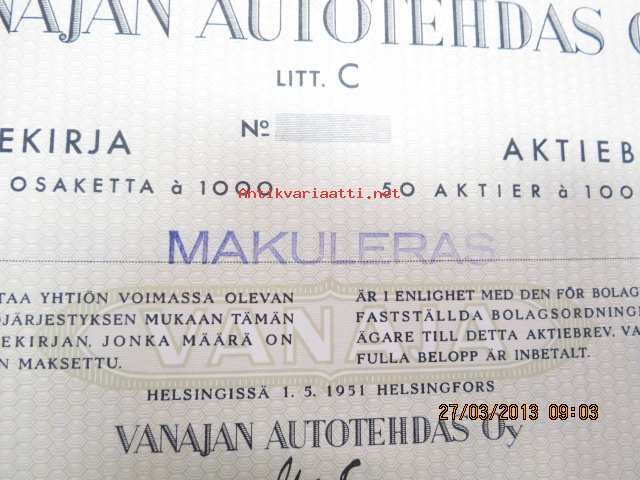 VANAJAN AUTOTEHDAS
LITT. C
Nº
EKIRJA AKTIEB
OSAKETTA à 1000 50 AKTIER à 100
Antikvariaatti.net
MAKULERAS
TAA YHTIÖN VOIMASSA OLEVAN
OJÄRJESTYKSEN MUKAAN TÄMÄN
EKIRJAN, JONKA MÄÄRÄ ON
N MAKSETTU.
ÄR I ENLIGHET MED DEN FÖR BOLAG
FASTSTÄLLDA BOLAGSORDNING
ÄGARE TILL DETTA AKTIEBREV, VA
FULLA BELOPP ÄR INBETALT.
VANAJA
HELSINGISSÄ 1. 5. 1951 HELSINGFORS
27/03/2013 09:03
VANAJAN AUTOTEHDAS Oy